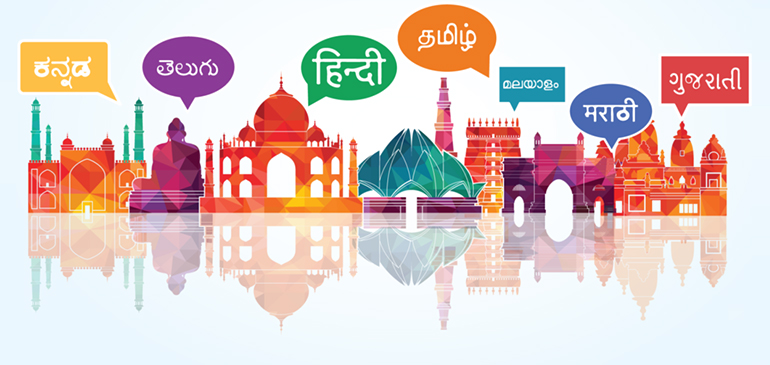 ಕನ್ನಡ
తెలుగు
हिन्दी
தமிழ்
മലയാളം
मराठी
ગુજરાતી